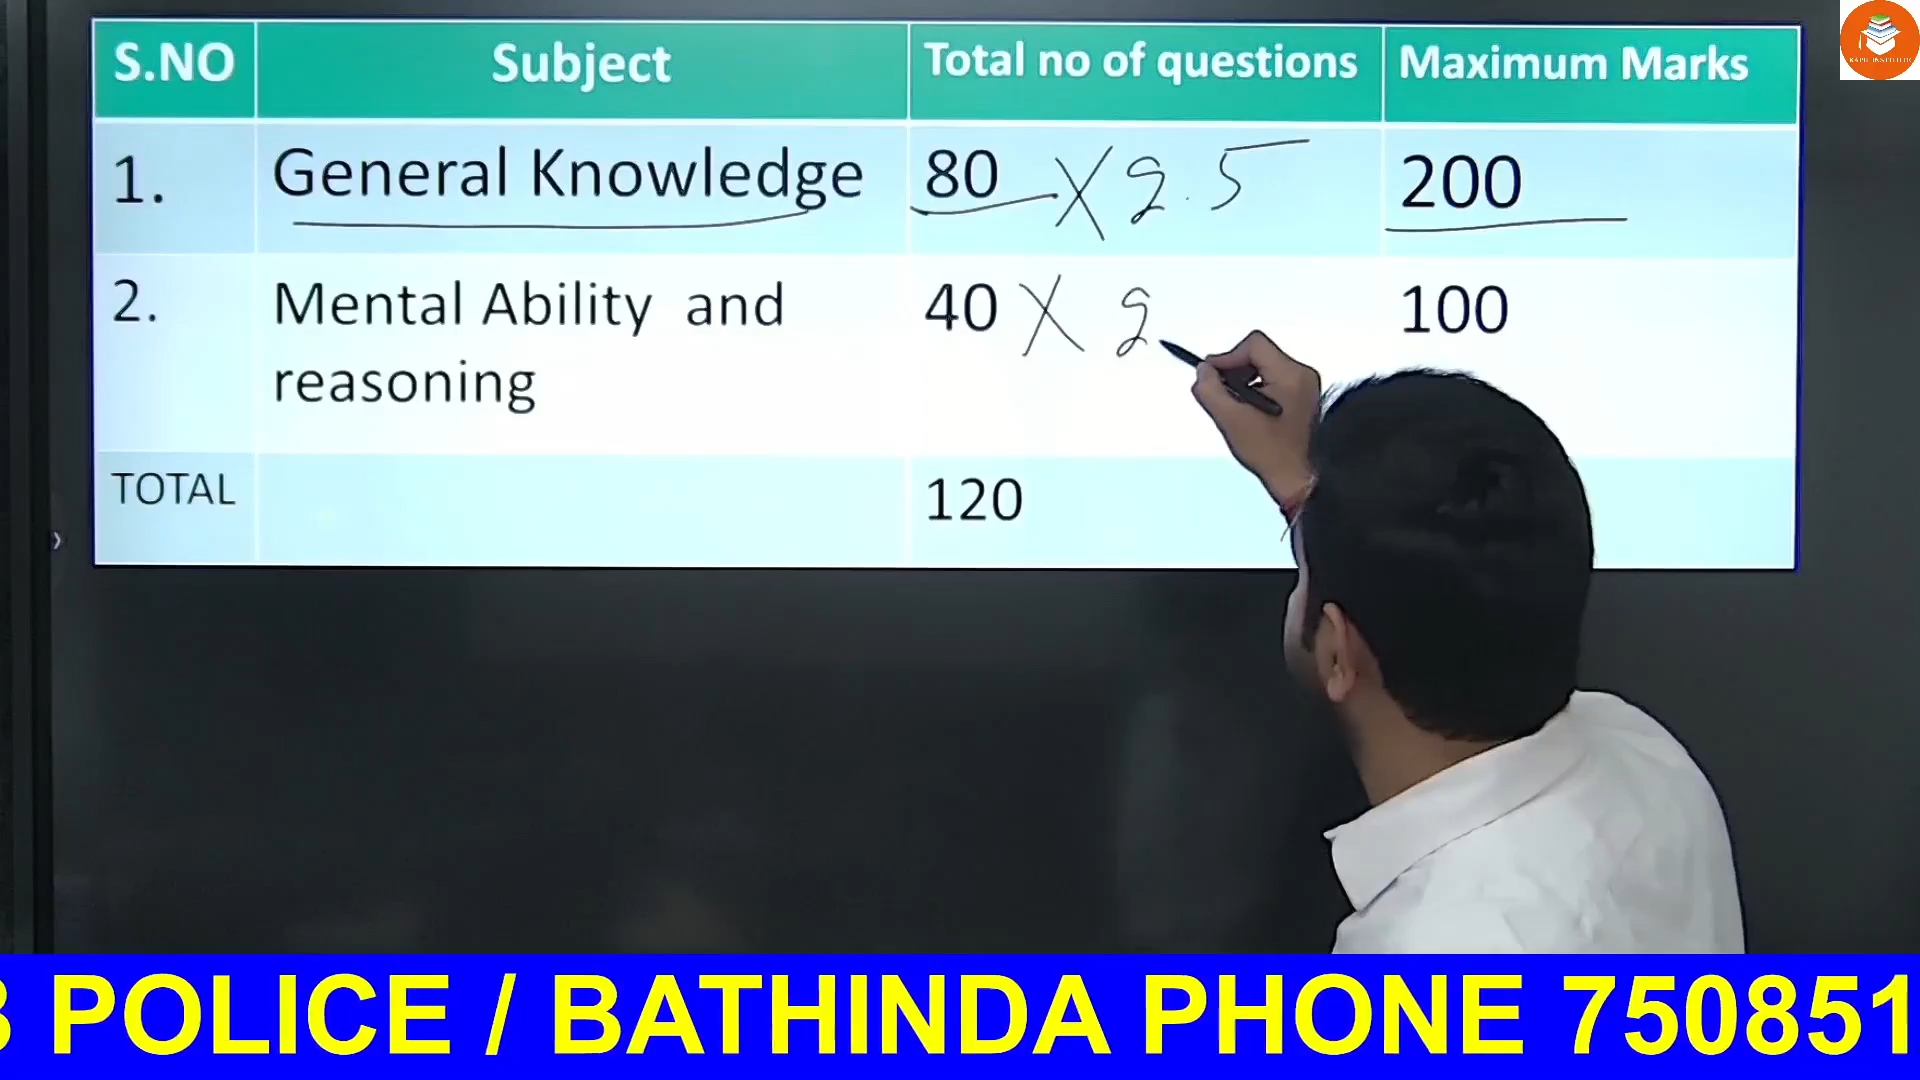 S.NO Subject Total no of questions Maximum Marks
1. General Knowledge 80 X 2.5 200
2. Mental Ability and 40 X 2 100
reasoning
TOTAL 120
POLICE / BATHINDA PHONE 750851